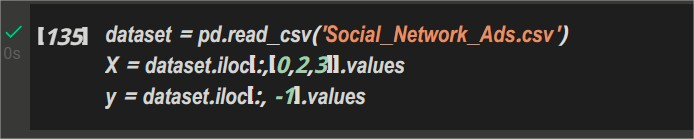 [135] dataset = pd.read_csv('Social_Network_Ads.csv')
X = dataset.iloc[:,[0,2,3]].values
y = dataset.iloc[:, -1].values
0s